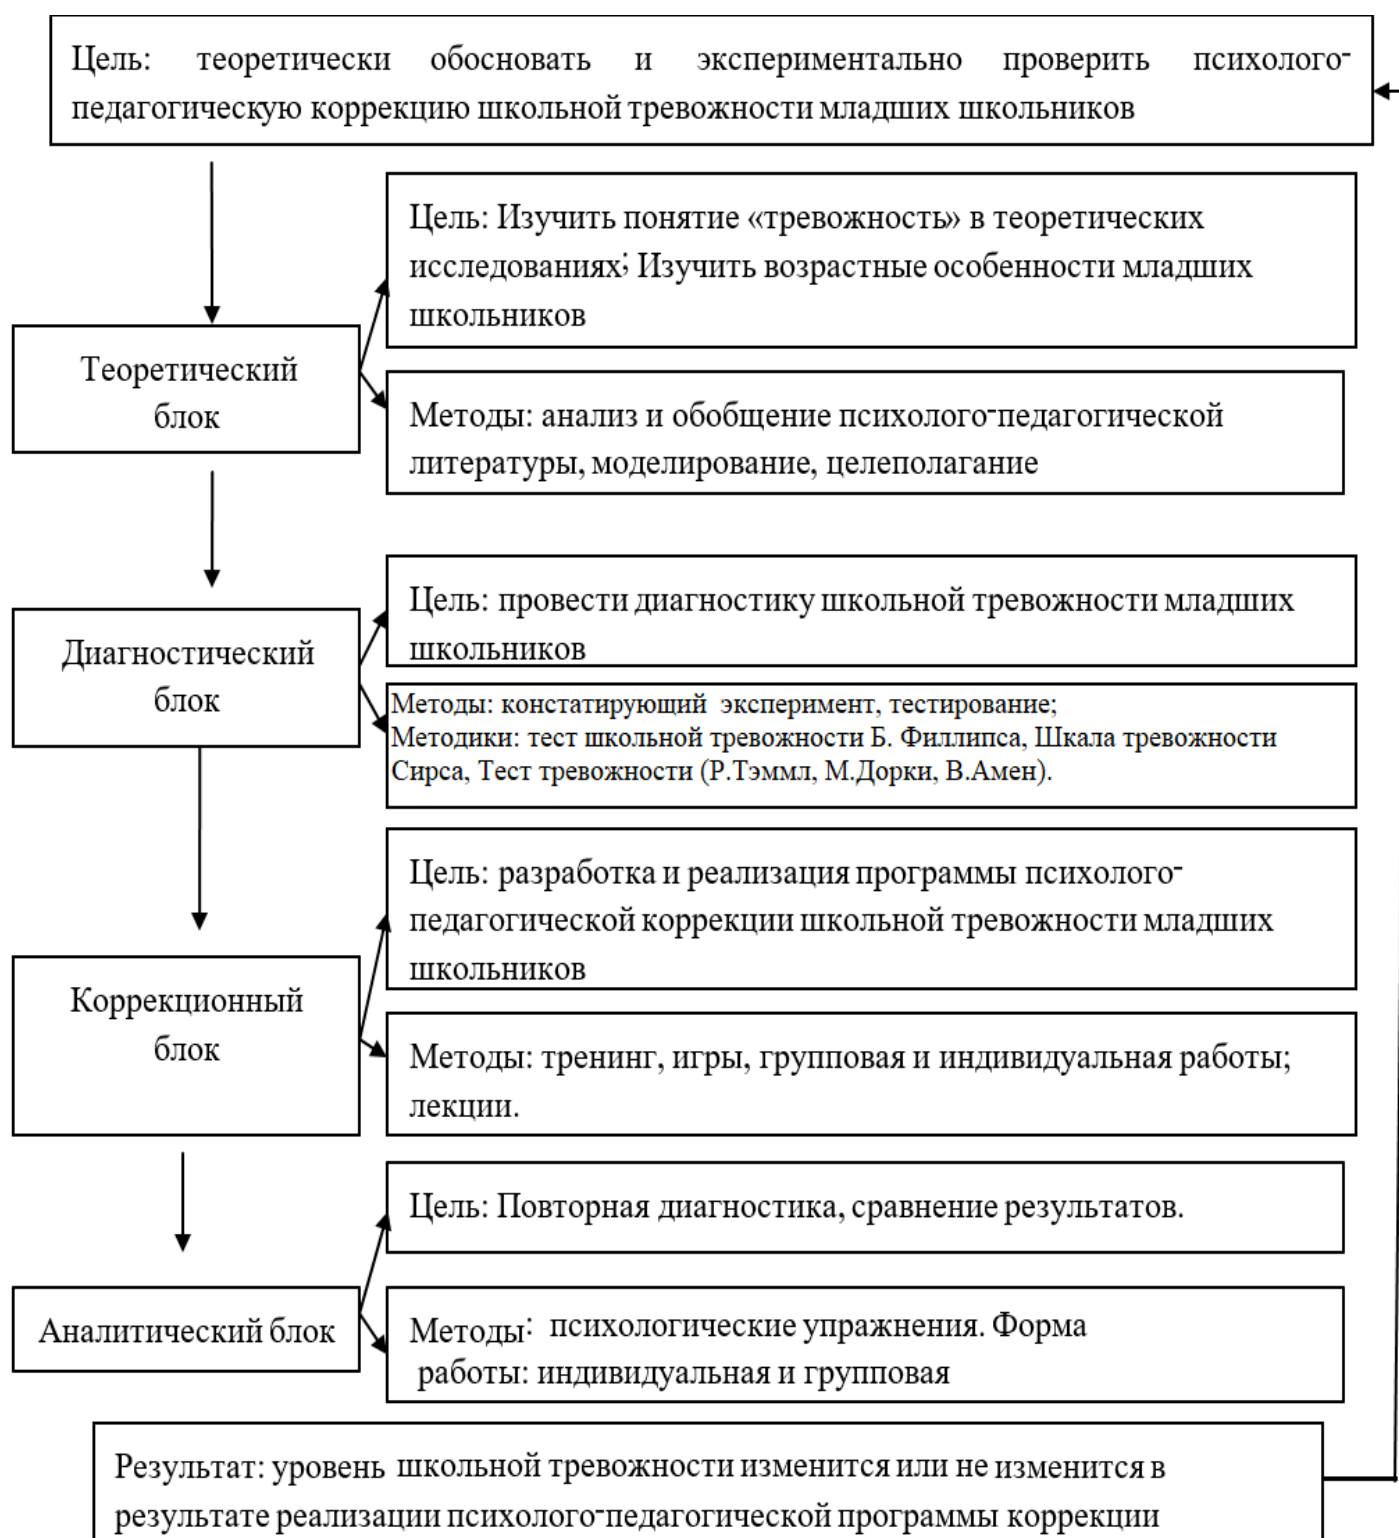 Цель: теоретически обосновать и экспериментально проверить психолого-
педагогическую коррекцию школьной тревожности младших школьников
Цель: Изучить понятие «тревожность» в теоретических
исследованиях; Изучить возрастные особенности младших
школьников
Теоретический
блок
Методы: анализ и обобщение психолого-педагогической
литературы, моделирование, целеполагание
Цель: провести диагностику школьной тревожности младших
школьников
Диагностический
блок
Методы: констатирующий эксперимент, тестирование;
Методики: тест школьной тревожности Б. Филлипса, Шкала тревожности
Сирса, Тест тревожности (Р.Тэммл, М.Дорки, В.Амен).
Цель: разработка и реализация программы психолого-
педагогической коррекции школьной тревожности младших
школьников
Коррекционный
блок
Методы: тренинг, игры, групповая и индивидуальная работы;
лекции.
Цель: Повторная диагностика, сравнение результатов.
Аналитический блок
Методы: психологические упражнения. Форма
работы: индивидуальная и групповая
Результат: уровень школьной тревожности изменится или не изменится в
результате реализации психолого-педагогической программы коррекции